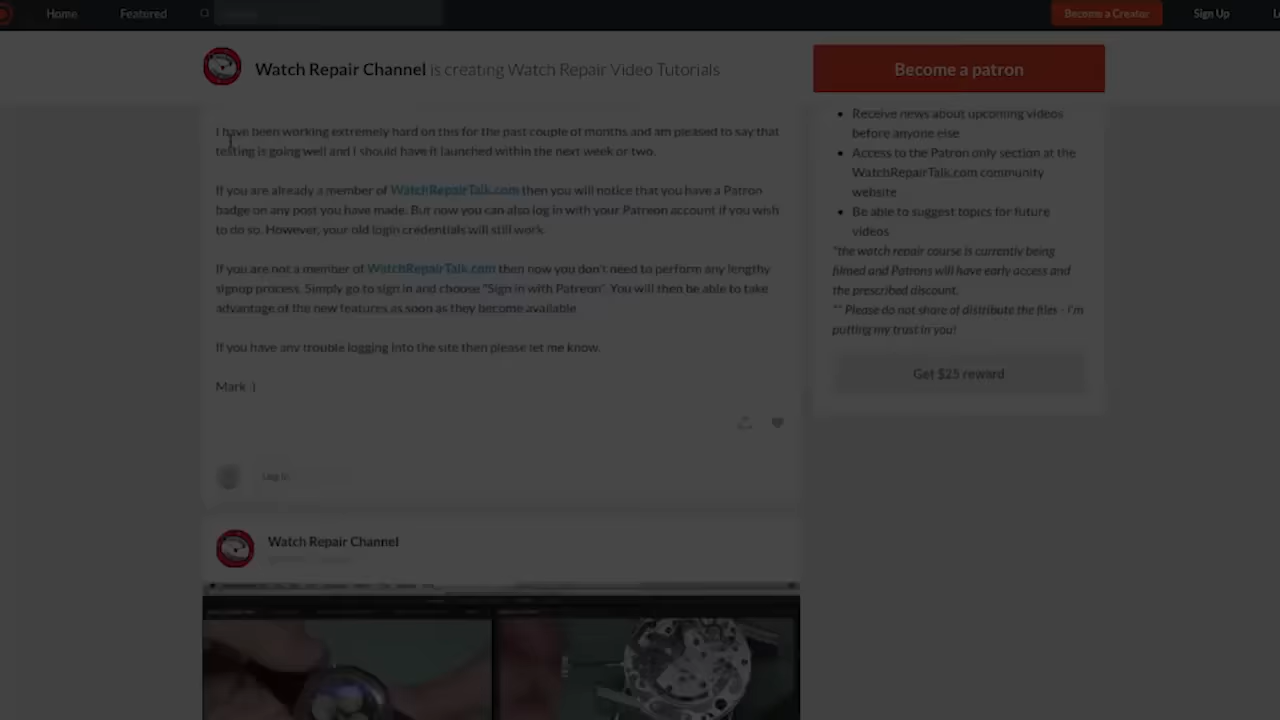 Home Featured Become a Creator Sign Up
Watch Repair Channel is creating Watch Repair Video Tutorials
Become a patron
I have been working extremely hard on this for the past couple of months and am pleased to say that
testing is going well and I should have it launched within the next week or two.
If you are already a member of WatchRepairTalk.com then you will notice that you have a Patron
badge on any post you have made. But now you can also log in with your Patreon account if you wish
to do so. However, your old login credentials will still work.
If you are not a member of WatchRepairTalk.com then now you don't need to perform any lengthy
signup process. Simply go to sign in and choose "Sign in with Patreon". You will then be able to take
advantage of the new features as soon as they become available
If you have any trouble logging into the site then please let me know.
Mark :)
Log in
Watch Repair Channel
• Receive news about upcoming videos
before anyone else
• Access to the Patron only section at the
WatchRepairTalk.com community
website
• Be able to suggest topics for future
videos
*the watch repair course is currently being
filmed and Patrons will have early access and
the prescribed discount.
** Please do not share of distribute the files - I'm
putting my trust in you!
Get $25 reward